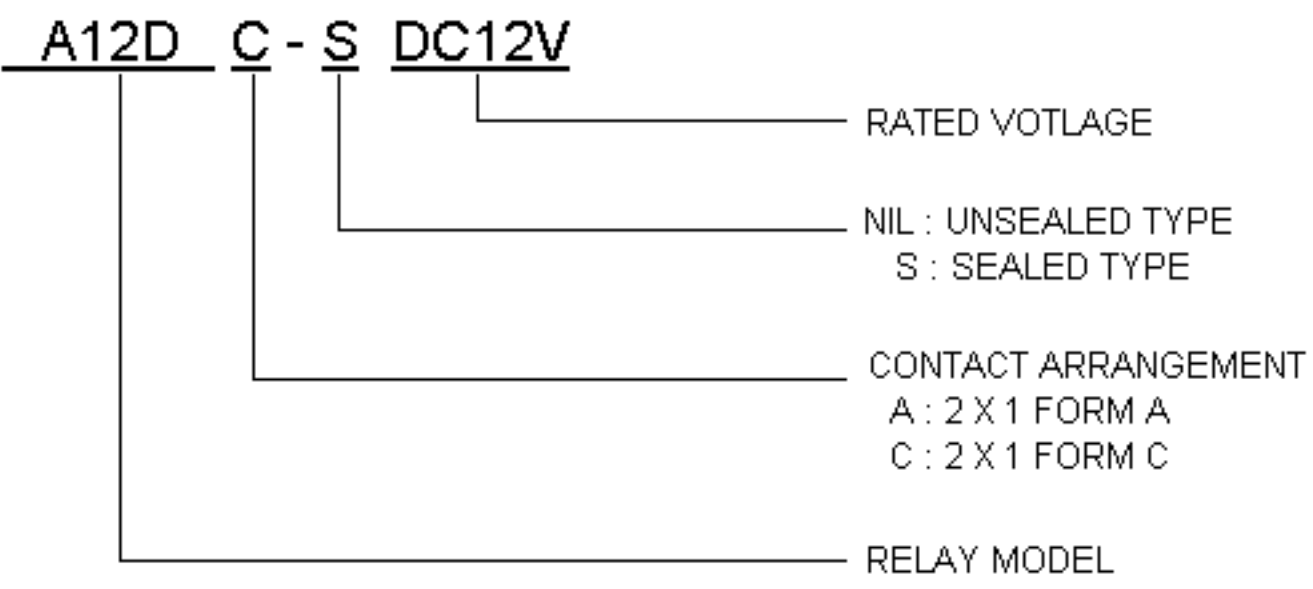 A12D C - S DC12V
RATED VOTLAGE
NIL : UNSEALED TYPE
S : SEALED TYPE
CONTACT ARRANGEMENT
A : 2 X 1 FORM A
C : 2 X 1 FORM C
RELAY MODEL